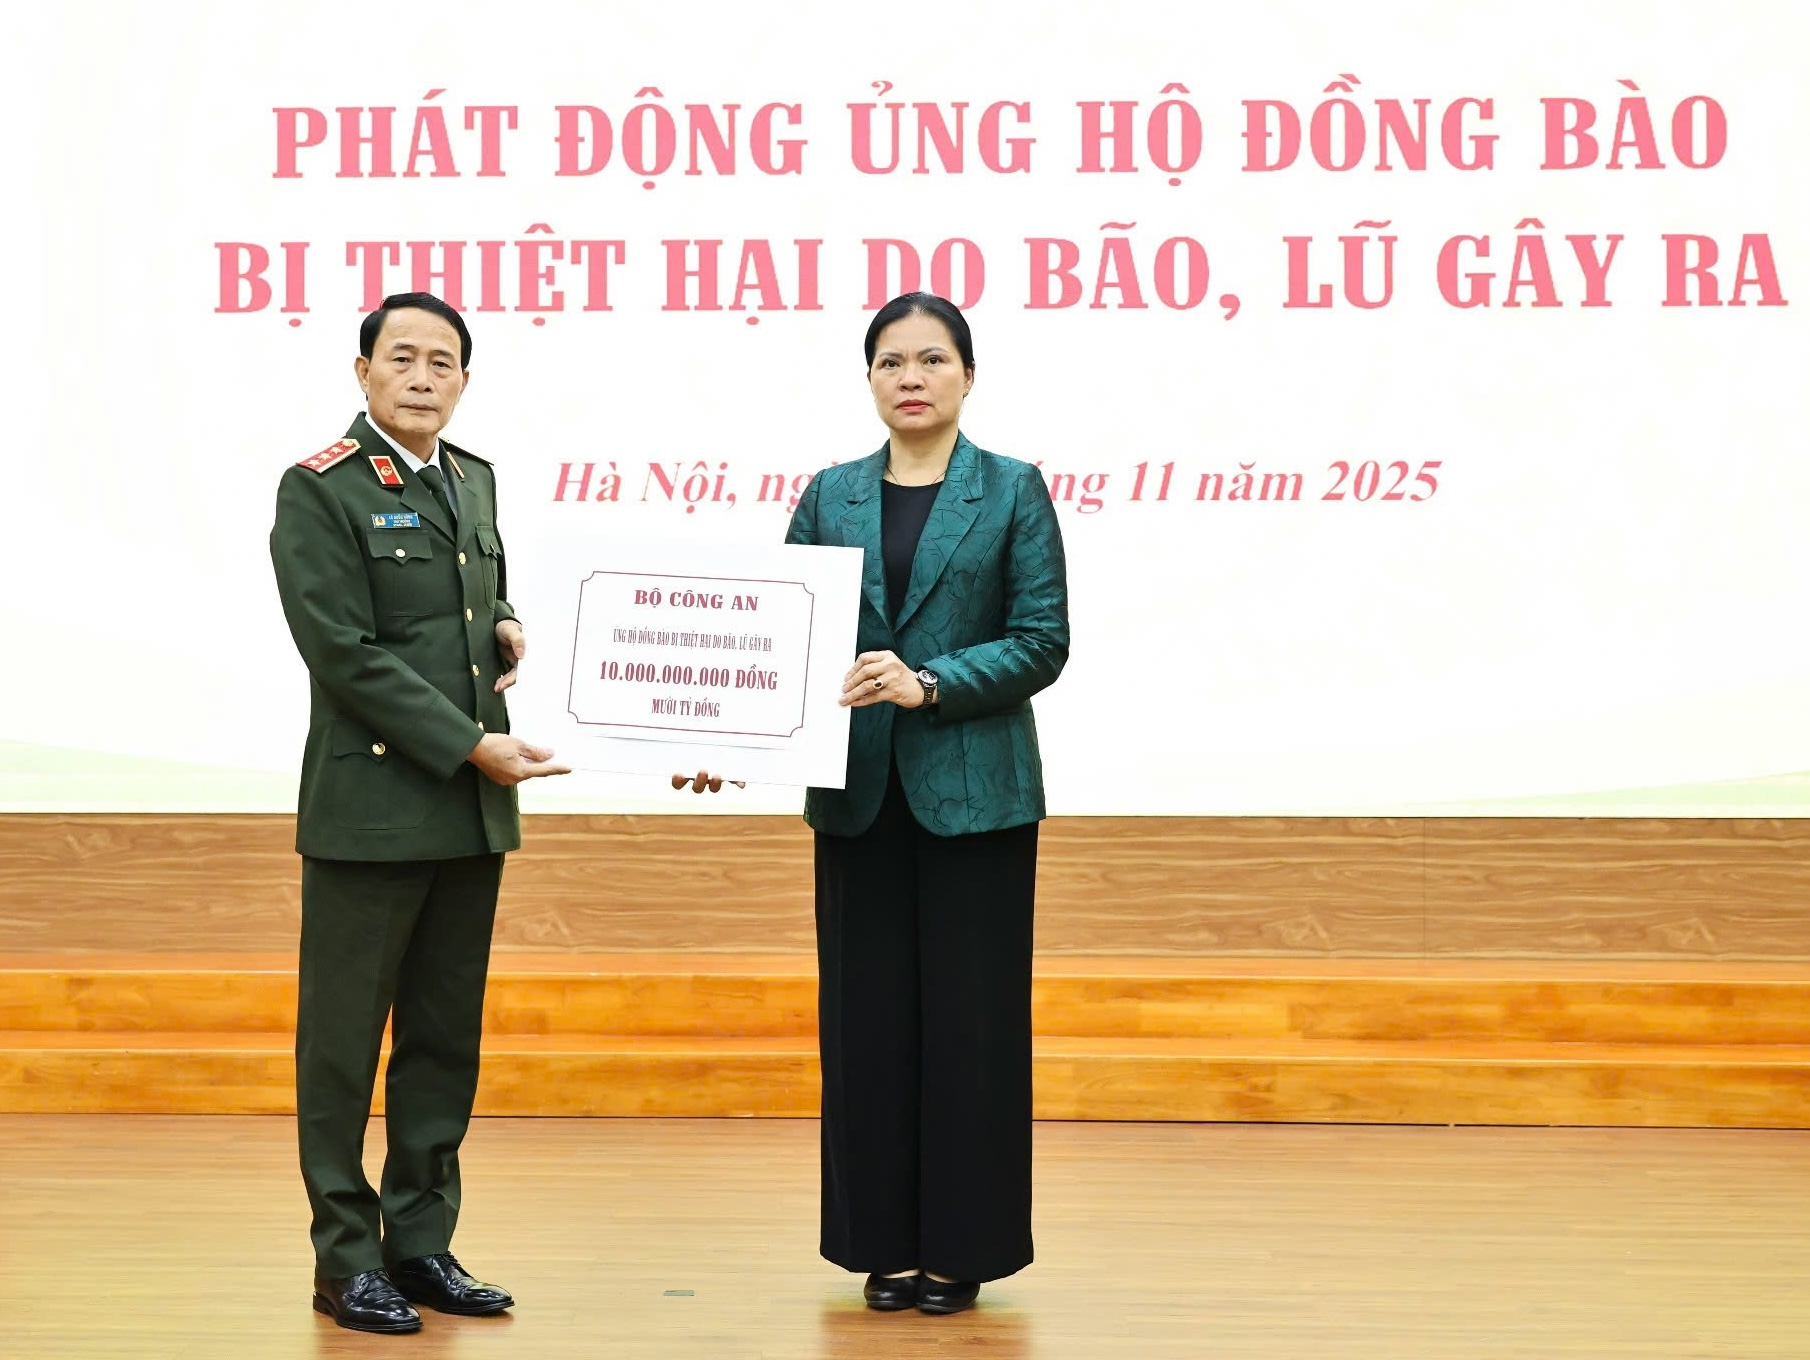 PHÁT ĐỘNG ỦNG HỘ ĐỒNG BÀO
BỊ THIỆT HẠI DO BÃO, LŨ GÂY RA
Hà Nội, ng ng 11 năm 2025
BỘ CÔNG AN
ỦNG HỘ ĐỒNG BÀO BỊ THIỆT HẠI DO BÃO, LŨ GÂY RA
10.000.000.000 ĐỒNG
MƯỜI TỶ ĐỒNG